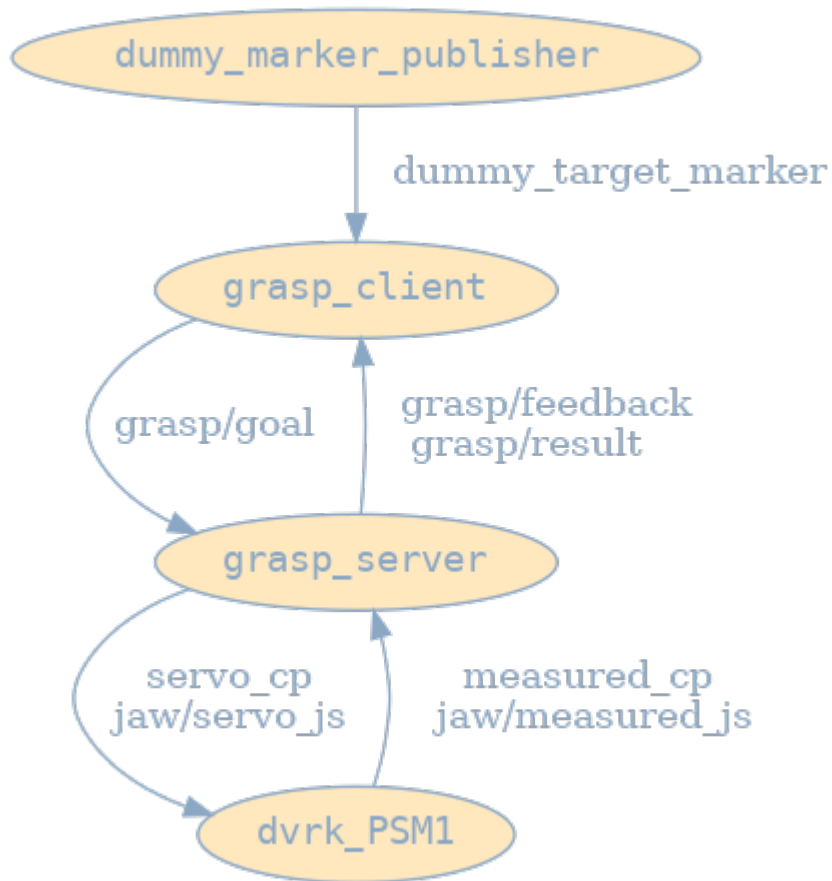 dummy_marker_publisher
dummy_target_marker
grasp_client
grasp/goal
grasp/feedback
grasp/result
grasp_server
servo_cp
jaw/servo_js
measured_cp
jaw/measured_js
dvrk_PSM1